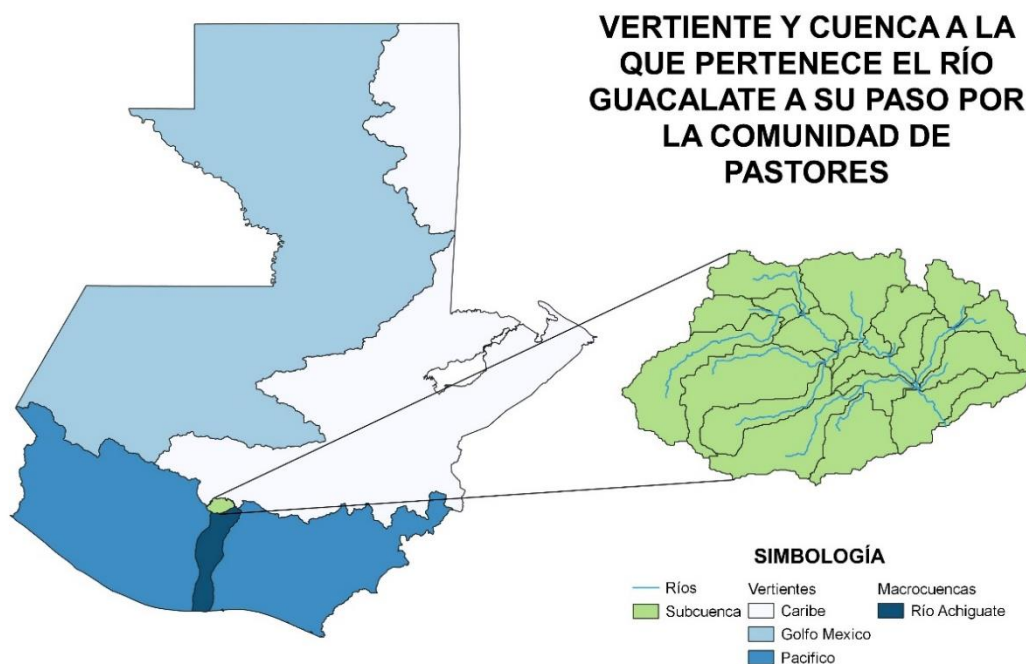 VERTIENTE Y CUENCA A LA
QUE PERTENECE EL RÍO
GUACALATE A SU PASO POR
LA COMUNIDAD DE
PASTORES
SIMBOLOGÍA
Ríos
Subcuenca
Vertientes
Caribe
Golfo Mexico
Pacifico
Macrocuencas
Río Achiguate